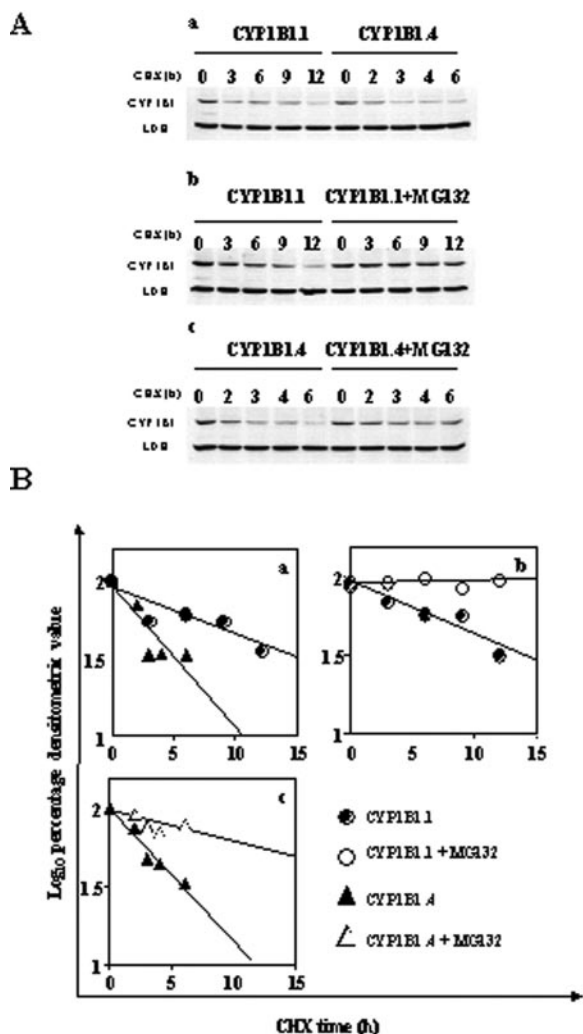 A
a
CYP1B1.1 CYP1B1.4
CHX(h) 0 3 6 9 12 0 2 3 4 6
CYP1B1
LDB
b
CYP1B1.1 CYP1B1.1+MG132
CHX(h) 0 3 6 9 12 0 3 6 9 12
CYP1B1
LDB
c
CYP1B1.4 CYP1B1.4+MG132
CHX(h) 0 2 3 4 6 0 2 3 4 6
CYP1B1
LDB
B
Log10 percentage densitometric value
a
2
1.5
1
0 5 10 15
b
2
1.5
1
0 5 10 15
c
2
1.5
1
0 5 10 15
CYP1B1.1
CYP1B1.1+MG132
CYP1B1.4
CYP1B1.4+MG132
CHX time (h)